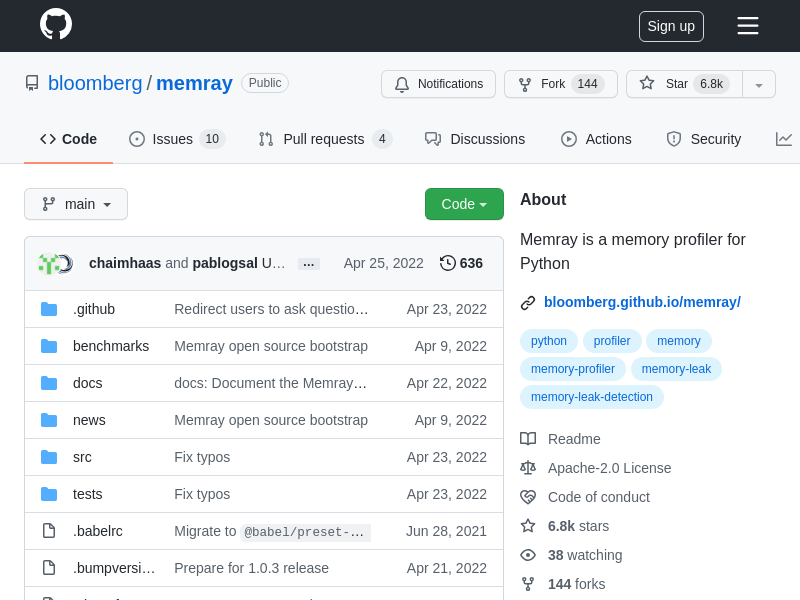 Sign up
bloomberg / memray Public
Notifications
Fork 144
Star 6.8k
Code
Issues 10
Pull requests 4
Discussions
Actions
Security
main
Code
chaimhaas and pablogsal U… ... Apr 25, 2022 636
.github Redirect users to ask questio… Apr 23, 2022
benchmarks Memray open source bootstrap Apr 9, 2022
docs docs: Document the Memray… Apr 22, 2022
news Memray open source bootstrap Apr 9, 2022
src Fix typos Apr 23, 2022
tests Fix typos Apr 23, 2022
.babelrc Migrate to @babel/preset-… Jun 28, 2021
.bumpversi… Prepare for 1.0.3 release Apr 21, 2022
About
Memray is a memory profiler for
Python
bloomberg.github.io/memray/
python profiler memory
memory-profiler memory-leak
memory-leak-detection
Readme
Apache-2.0 License
Code of conduct
6.8k stars
38 watching
144 forks